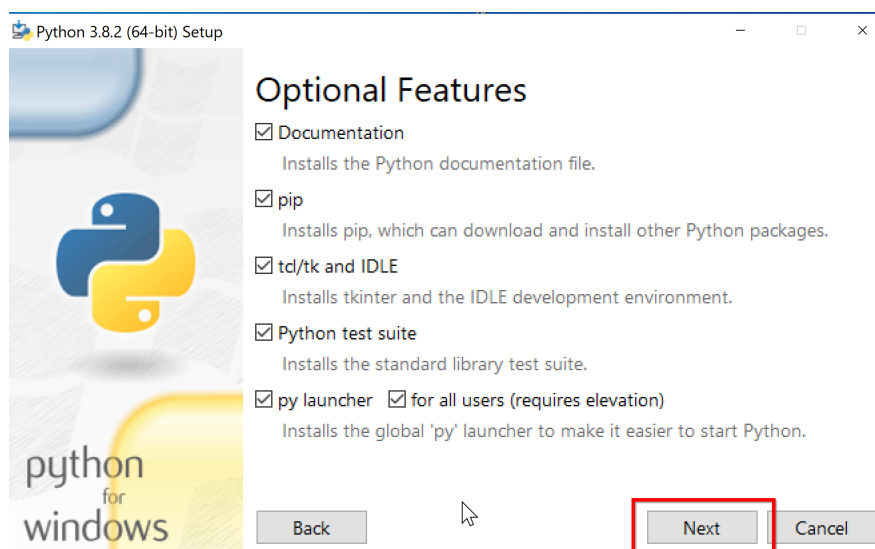 Python 3.8.2 (64-bit) Setup
Optional Features
Documentation
Installs the Python documentation file.
pip
Installs pip, which can download and install other Python packages.
tcl/tk and IDLE
Installs tkinter and the IDLE development environment.
Python test suite
Installs the standard library test suite.
py launcher for all users (requires elevation)
Installs the global 'py' launcher to make it easier to start Python.
python
for
windows
Back Next Cancel